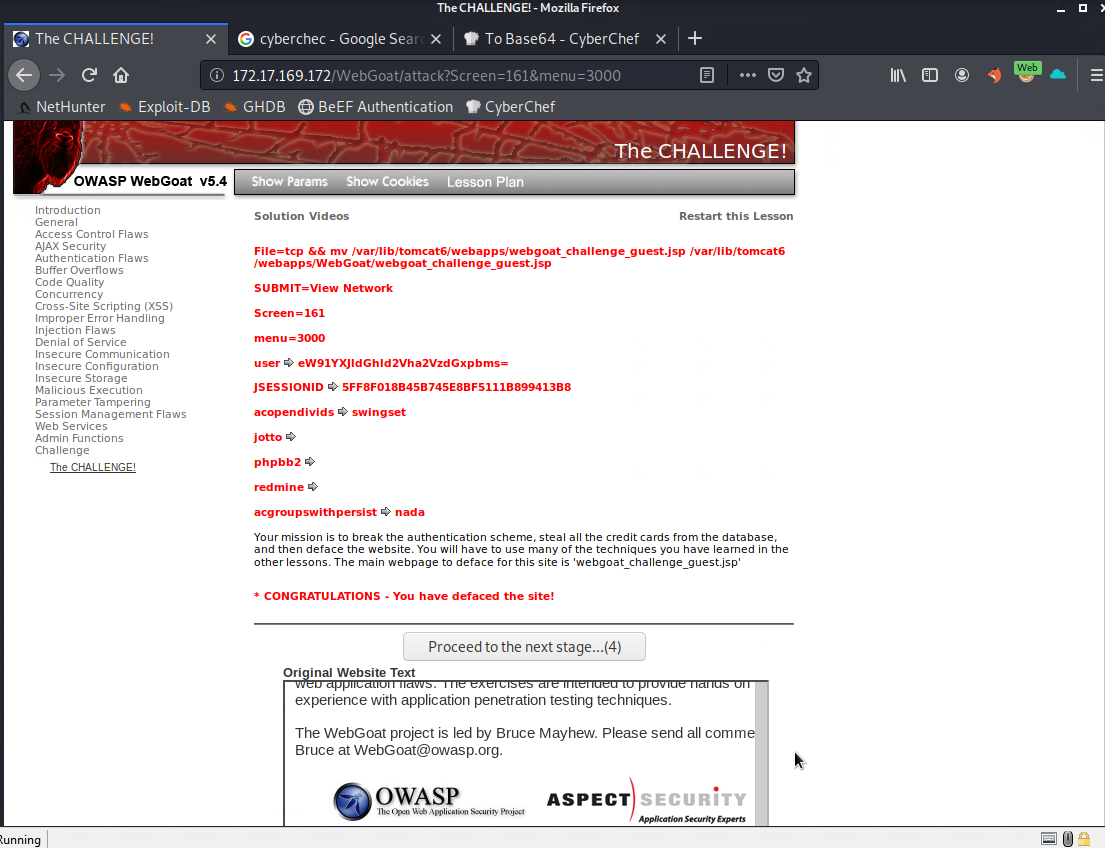 The CHALLENGE! - Mozilla Firefox
The CHALLENGE!
cyberchec - Google Sear
To Base64 - CyberChef
172.17.169.172/WebGoat/attack?Screen=161&menu=3000
Web
NetHunter
Exploit-DB
GHDB
BeEF Authentication
CyberChef
The CHALLENGE!
OWASP WebGoat v5.4
Show Params
Show Cookies
Lesson Plan
Introduction
General
Access Control Flaws
AJAX Security
Authentication Flaws
Buffer Overflows
Code Quality
Concurrency
Cross-Site Scripting (XSS)
Improper Error Handling
Injection Flaws
Denial of Service
Insecure Communication
Insecure Configuration
Insecure Storage
Malicious Execution
Parameter Tampering
Session Management Flaws
Web Services
Admin Functions
Challenge
The CHALLENGE!
Solution Videos
Restart this Lesson
File=tcp && mv /var/lib/tomcat6/webapps/webgoat_challenge_guest.jsp /var/lib/tomcat6
/webapps/WebGoat/webgoat_challenge_guest.jsp
SUBMIT=View Network
Screen=161
menu=3000
user ⇨ eW91YXJldGhld2Vha2VzdGxpbms=
JSESSIONID ⇨ 5FF8F018B45B745E8BF5111B899413B8
acopendivids ⇨ swingset
jotto ⇨
phpbb2 ⇨
redmine ⇨
acgroupswithpersist ⇨ nada
Your mission is to break the authentication scheme, steal all the credit cards from the database,
and then deface the website. You will have to use many of the techniques you have learned in the
other lessons. The main webpage to deface for this site is 'webgoat_challenge_guest.jsp'
* CONGRATULATIONS - You have defaced the site!
Proceed to the next stage...(4)
Original Website Text
web application flaws. The exercises are intended to provide hands on
experience with application penetration testing techniques.
The WebGoat project is led by Bruce Mayhew. Please send all comme
Bruce at WebGoat@owasp.org.
OWASP
The Open Web Application Security Project
ASPECT SECURITY
Application Security Experts
Running